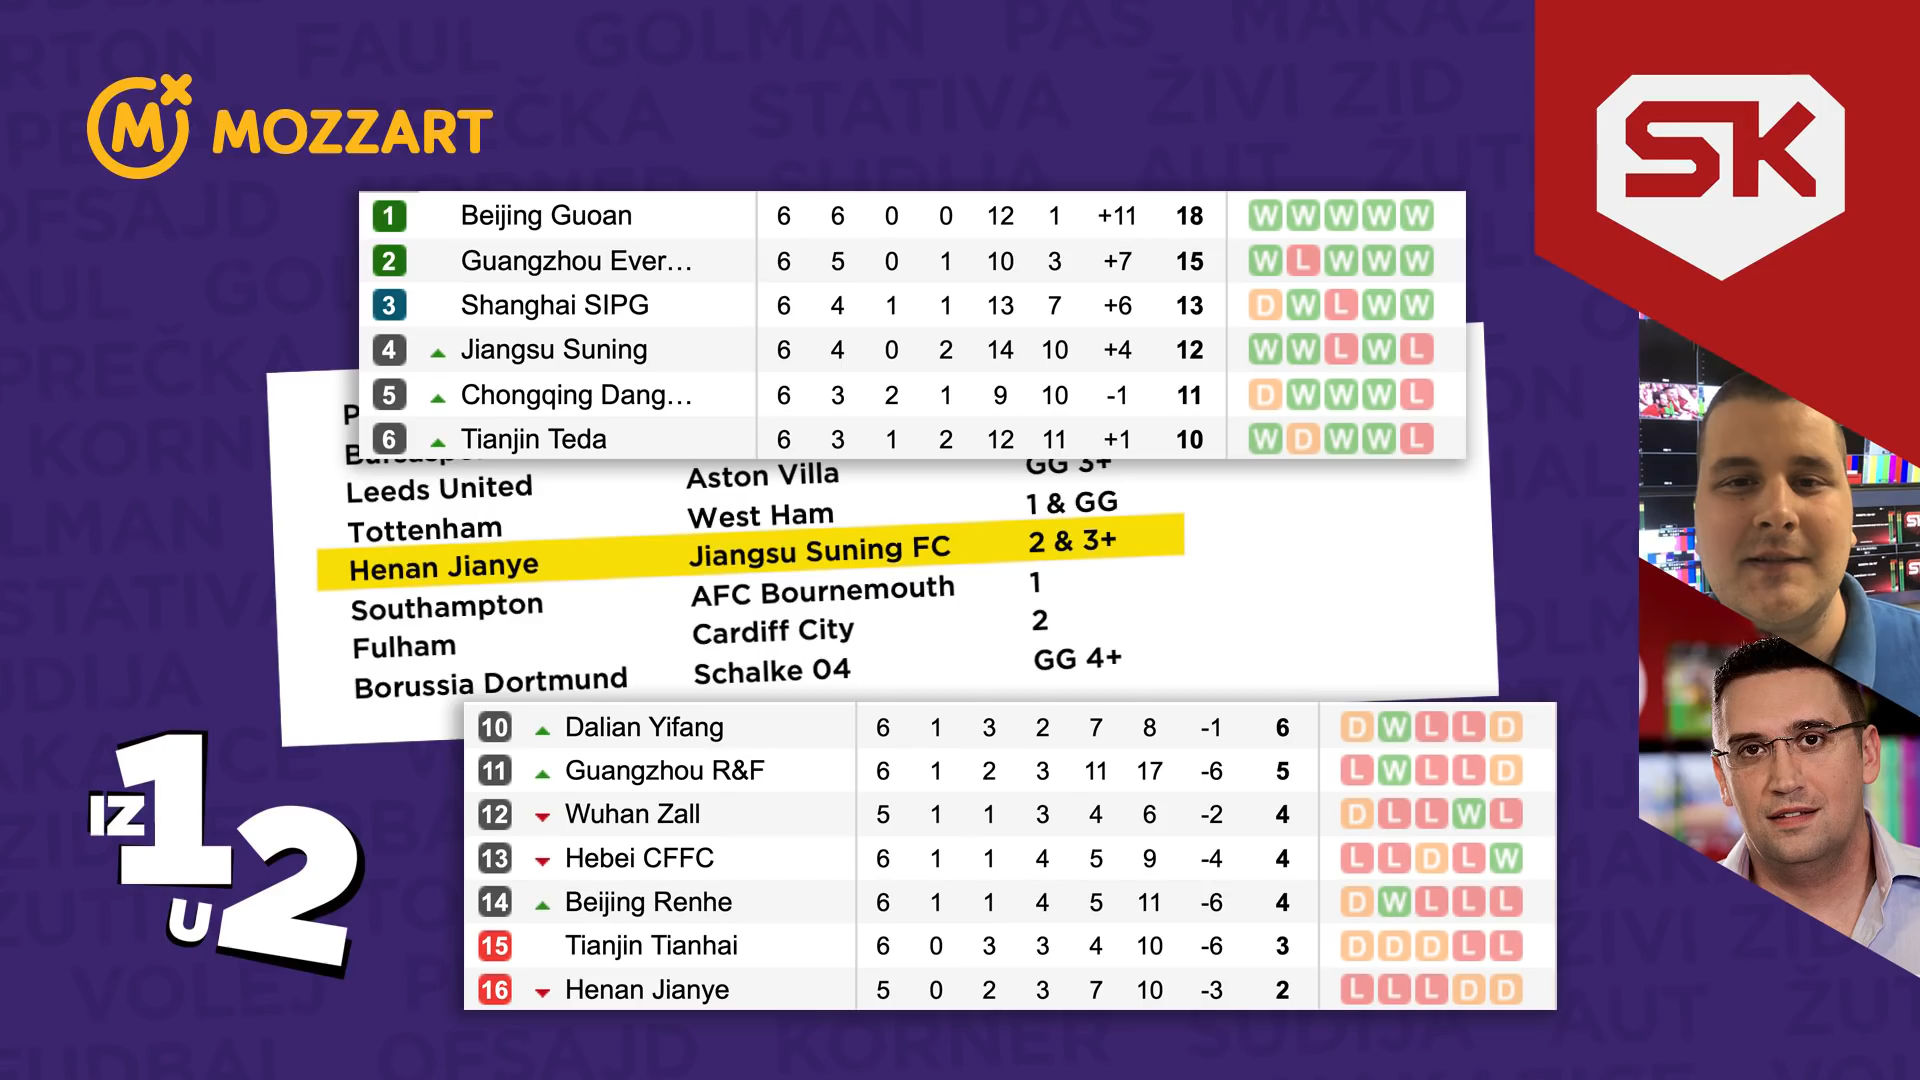 MOZZART
SK
1 Beijing Guoan 6 6 0 0 12 1 +11 18 W W W W W
2 Guangzhou Ever… 6 5 0 1 10 3 +7 15 W L W W W
3 Shanghai SIPG 6 4 1 1 13 7 +6 13 D W L W W
4 Jiangsu Suning 6 4 0 2 14 10 +4 12 W W L W L
5 Chongqing Dang… 6 3 2 1 9 10 -1 11 D W W W L
6 Tianjin Teda 6 3 1 2 12 11 +1 10 W D W W L
Leeds United Aston Villa GG 3+
Tottenham West Ham 1 & GG
Henan Jianye Jiangsu Suning FC 2 & 3+
Southampton AFC Bournemouth 1
Fulham Cardiff City 2
Borussia Dortmund Schalke 04 GG 4+
10 Dalian Yifang 6 1 3 2 7 8 -1 6 D W L L D
11 Guangzhou R&F 6 1 2 3 11 17 -6 5 L W L L D
12 Wuhan Zall 5 1 1 3 4 6 -2 4 D L L W L
13 Hebei CFFC 6 1 1 4 5 9 -4 4 L L D L W
14 Beijing Renhe 6 1 1 4 5 11 -6 4 D W L L L
15 Tianjin Tianhai 6 0 3 3 4 10 -6 3 D D D L L
16 Henan Jianye 5 0 2 3 7 10 -3 2 L L L D D
IZ 1 U 2